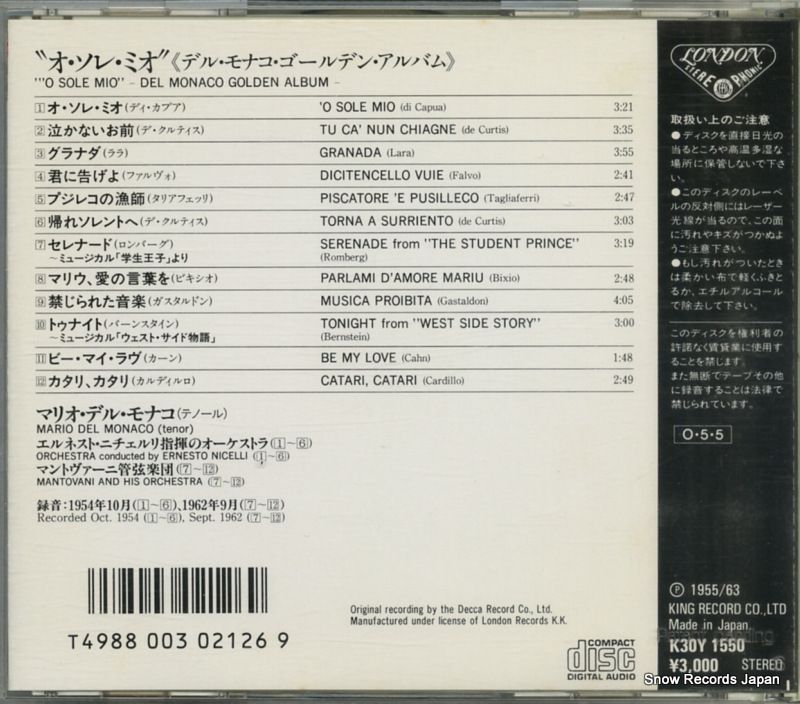 "オ・ソレ・ミオ"《デル・モナコ・ゴールデン・アルバム》
"'O SOLE MIO" - DEL MONACO GOLDEN ALBUM -
1 オ・ソレ・ミオ(ディ・カプア) 'O SOLE MIO (di Capua) 3:21
2 泣かないお前(デ・クルティス) TU CA' NUN CHIAGNE (de Curtis) 3:35
3 グラナダ(ララ) GRANADA (Lara) 3:55
4 君に告げよ(ファルヴォ) DICITENCELLO VUIE (Falvo) 2:41
5 プジレコの漁師(タリアフェッリ) PISCATORE 'E PUSILLECO (Tagliaferri) 2:47
6 帰れソレントへ(デ・クルティス) TORNA A SURRIENTO (de Curtis) 3:03
7 セレナード(ロンバーグ) SERENADE from "THE STUDENT PRINCE" 3:19
〜ミュージカル「学生王子」より (Romberg)
8 マリウ、愛の言葉を(ビキシオ) PARLAMI D'AMORE MARIU (Bixio) 2:48
9 禁じられた音楽(ガスタルドン) MUSICA PROIBITA (Gastaldon) 4:05
10 トゥナイト(バーンスタイン) TONIGHT from "WEST SIDE STORY" 3:00
〜ミュージカル「ウェスト・サイド物語」 (Bernstein)
11 ビー・マイ・ラヴ(カーン) BE MY LOVE (Cahn) 1:48
12 カタリ、カタリ(カルディルロ) CATARI, CATARI (Cardillo) 2:49
マリオ・デル・モナコ(テノール)
MARIO DEL MONACO (tenor)
エルネスト・ニチェルリ指揮のオーケストラ(1〜6)
ORCHESTRA conducted by ERNESTO NICELLI (1〜6)
マントヴァーニ管弦楽団(7〜12)
MANTOVANI AND HIS ORCHESTRA (7〜12)
録音:1954年10月(1〜6)、1962年9月(7〜12)
Recorded Oct. 1954 (1〜6), Sept. 1962 (7〜12)
T4988 003 02126 9
Original recording by the Decca Record Co., Ltd.
Manufactured under license of London Records K.K.
COMPACT
disc
DIGITAL AUDIO
LONDON
STEREOPHONIC
取扱い上のご注意
●ディスクを直接日光の
当るところや高温多湿な
場所に保管しないで下さ
い。
●このディスクのレーベ
ルの反対側にはレーザー
光線が当るので、この面
に汚れやキズがつかぬよ
うご注意下さい。
●もし汚れがついたとき
は柔かい布で軽くふきと
るか、エチルアルコール
で除去して下さい。
このディスクを権利者の
許諾なく賃貸業に使用す
ることを禁じます。
また無断でテープその他
に録音することは法律で
禁じられています。
O・5・5
Ⓟ 1955/63
KING RECORD CO.,LTD
Made in Japan
Patent pending
K30Y 1550
¥3,000 STEREO
Snow Records Japan